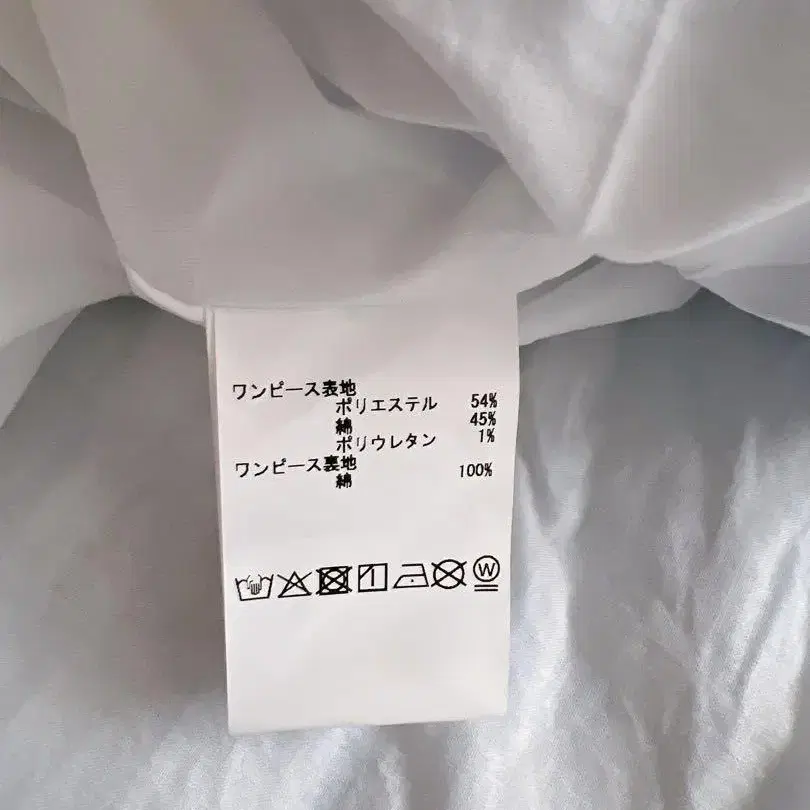 ワンピース表地
ポリエステル 54%
綿 45%
ポリウレタン 1%
ワンピース裏地
綿 100%
W